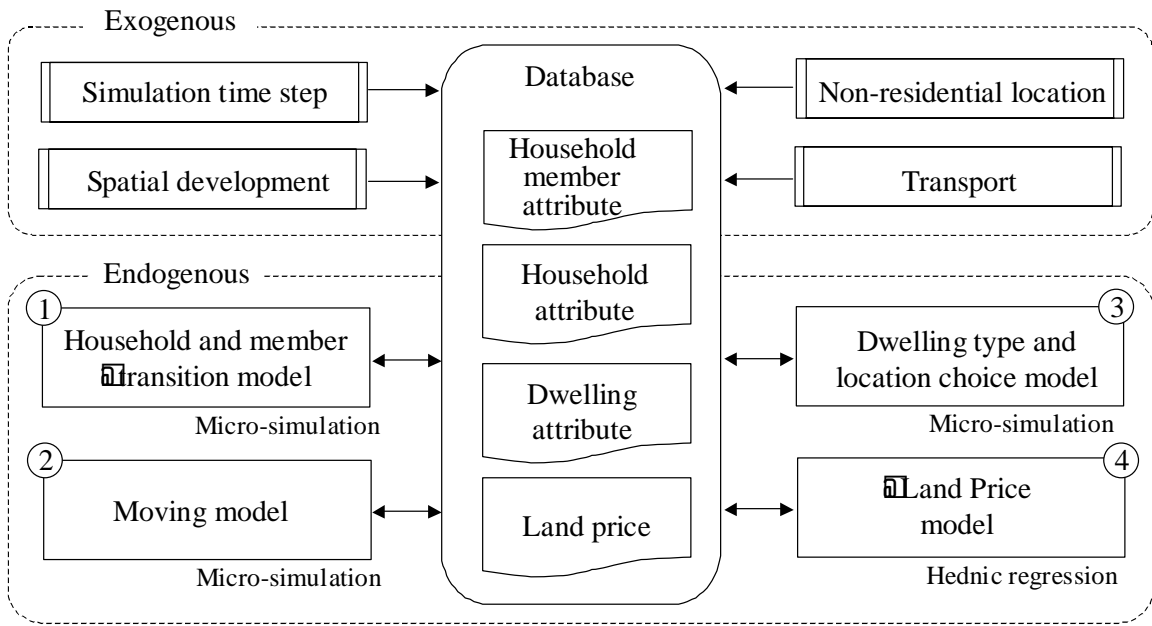 Exogenous
Simulation time step
Spatial development
Database
Household
member
attribute
Household
attribute
Dwelling
attribute
Land price
Non-residential location
Transport
Endogenous
1
Household and member
transition model
Micro-simulation
2
Moving model
Micro-simulation
3
Dwelling type and
location choice model
Micro-simulation
4
Land Price
model
Hednic regression